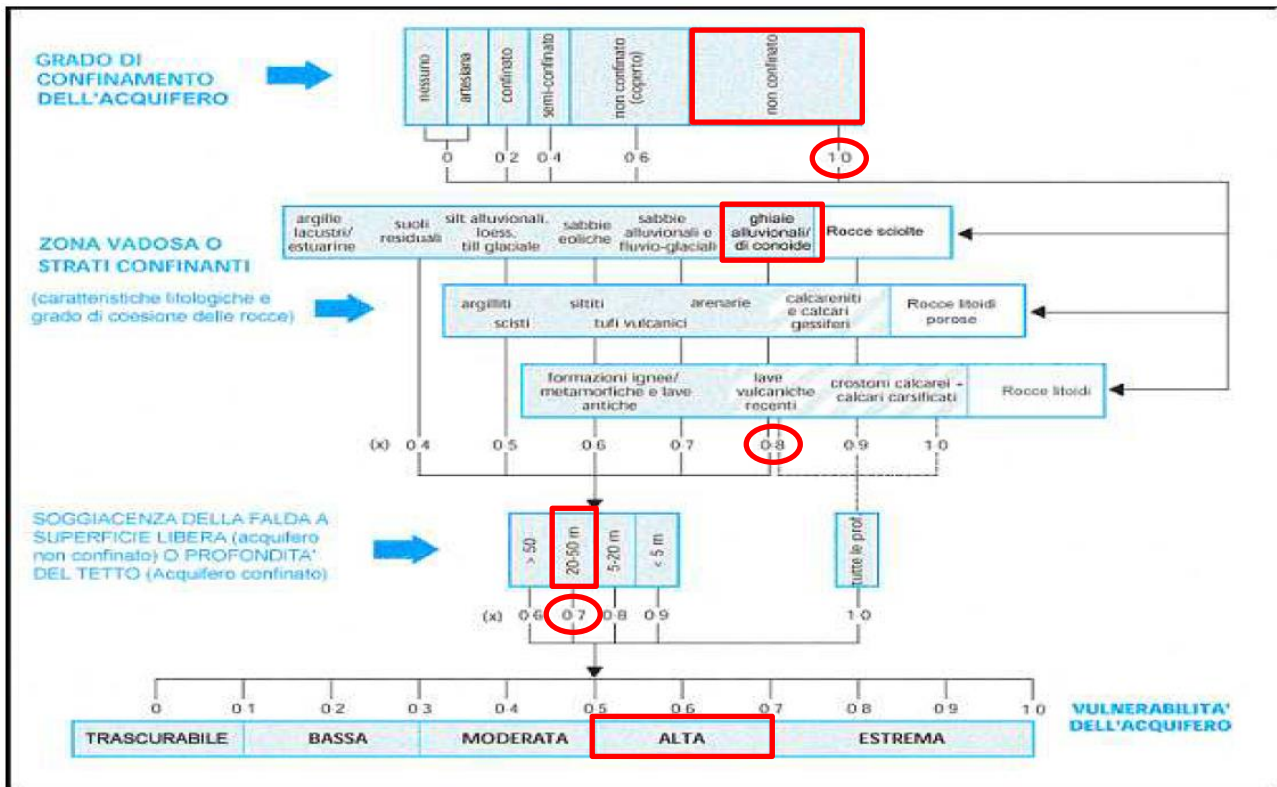 GRADO DI
CONFINAMENTO
DELL'ACQUIFERO
nessuno
artesiana
confinato
semi-confinato
non confinato
(coperto)
non confinato
0 0·2 0·4 0·6 1·0
ZONA VADOSA O
STRATI CONFINANTI
(caratteristiche litologiche e
grado di coesione delle rocce)
argille
lacustri/
estuarine
suoli
residuali
silt alluvionali,
loess,
till glaciale
sabbie
eoliche
sabbie
alluvionali e
fluvio-glaciali
ghiaie
alluvionali/
di conoide
Rocce sciolte
argilliti
scisti
siltiti
tufi vulcanici
arenarie
calcareniti
e calcari
gessiferi
Rocce litoidi
porose
formazioni ignee/
metamorfiche e lave
antiche
lave
vulcaniche
recenti
crostoni calcarei -
calcari carsificati
Rocce litoidi
(x) 0·4 0·5 0·6 0·7 0·8 0·9 1·0
SOGGIACENZA DELLA FALDA A
SUPERFICIE LIBERA (acquifero
non confinato) O PROFONDITA'
DEL TETTO (Acquifero confinato)
> 50
20-50 m
5-20 m
< 5 m
tutte le prof.
(x) 0·6 0·7 0·8 0·9 1·0
0 0·1 0·2 0·3 0·4 0·5 0·6 0·7 0·8 0·9 1·0
TRASCURABILE BASSA MODERATA ALTA ESTREMA
VULNERABILITA'
DELL'ACQUIFERO